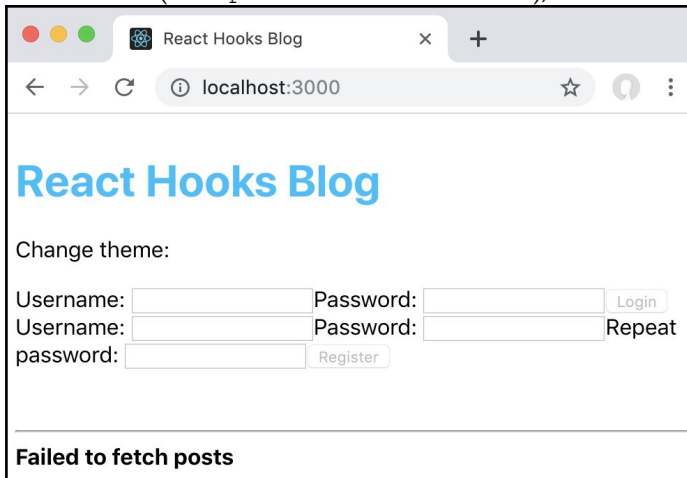 React Hooks Blog
localhost:3000
React Hooks Blog
Change theme:
Username: Password: Login
Username: Password: Repeat
password: Register
Failed to fetch posts